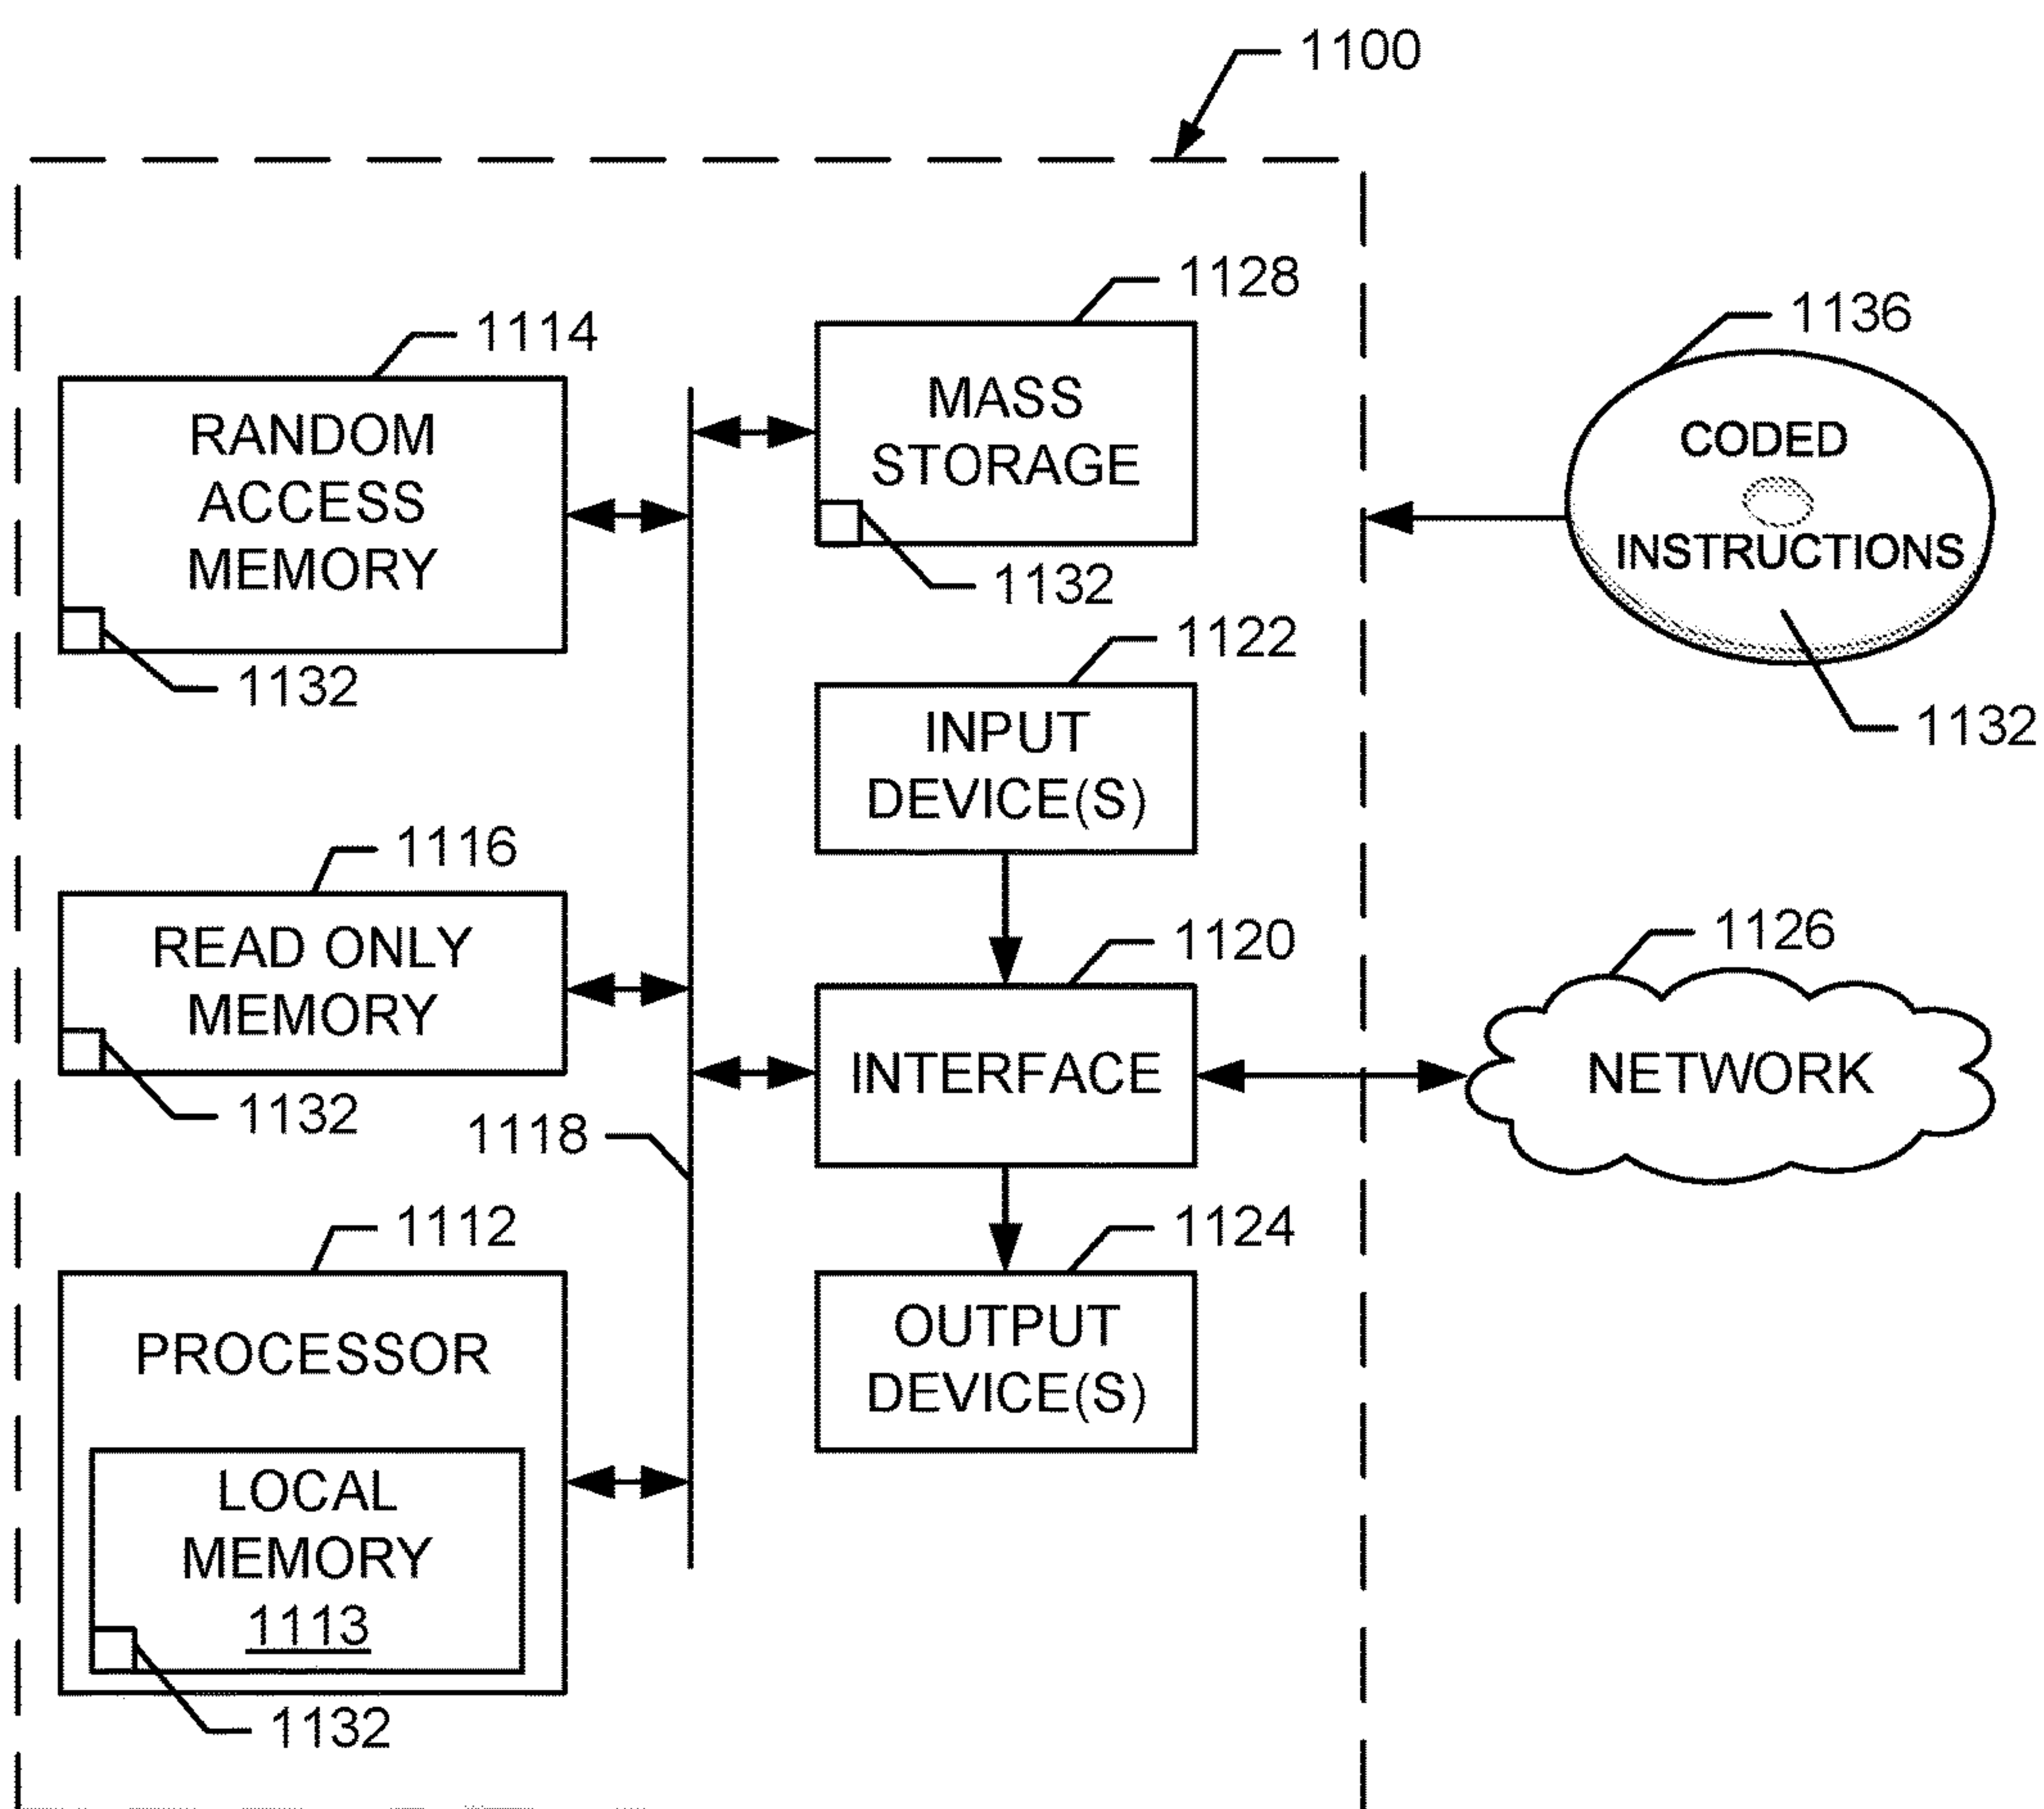 1100
1128
1114
1136
MASS
STORAGE
RANDOM
ACCESS
MEMORY
CODED
INSTRUCTIONS
1132
1132
1132
1122
INPUT
DEVICE(S)
1116
READ ONLY
MEMORY
1132
1120
INTERFACE
1126
NETWORK
1118
1112
PROCESSOR
LOCAL
MEMORY
1113
1132
1124
OUTPUT
DEVICE(S)